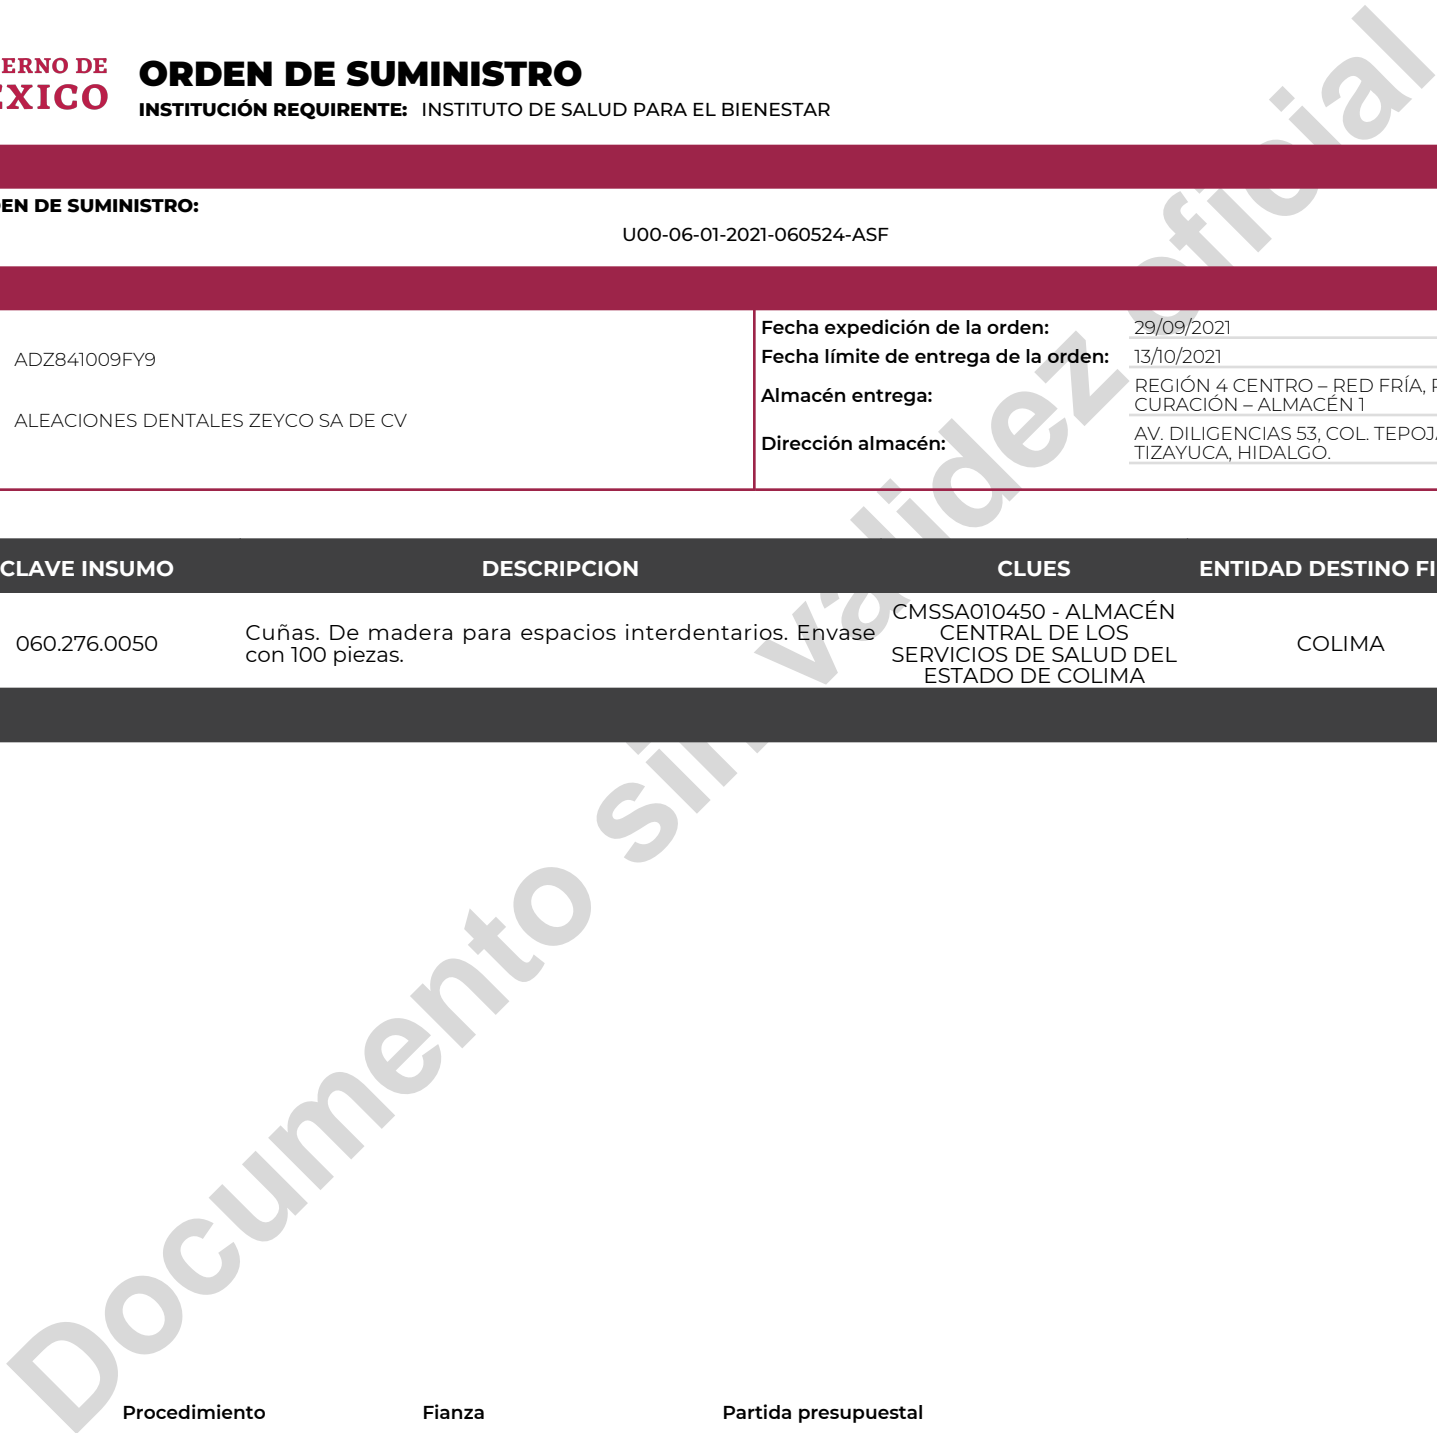 ERNO DE
ÉXICO
ORDEN DE SUMINISTRO
INSTITUCIÓN REQUIRENTE: INSTITUTO DE SALUD PARA EL BIENESTAR
EN DE SUMINISTRO:
U00-06-01-2021-060524-ASF
ADZ841009FY9
ALEACIONES DENTALES ZEYCO SA DE CV
Fecha expedición de la orden: 29/09/2021
Fecha límite de entrega de la orden: 13/10/2021
Almacén entrega: REGIÓN 4 CENTRO – RED FRÍA,
CURACIÓN – ALMACÉN 1
Dirección almacén: AV. DILIGENCIAS 53, COL. TEPOJA
TIZAYUCA, HIDALGO.
CLAVE INSUMO DESCRIPCION CLUES ENTIDAD DESTINO FI
060.276.0050
Cuñas. De madera para espacios interdentarios. Envase
con 100 piezas.
CMSSA010450 - ALMACÉN
CENTRAL DE LOS
SERVICIOS DE SALUD DEL
ESTADO DE COLIMA
COLIMA
Documento sin validez oficial
Procedimiento Fianza Partida presupuestal